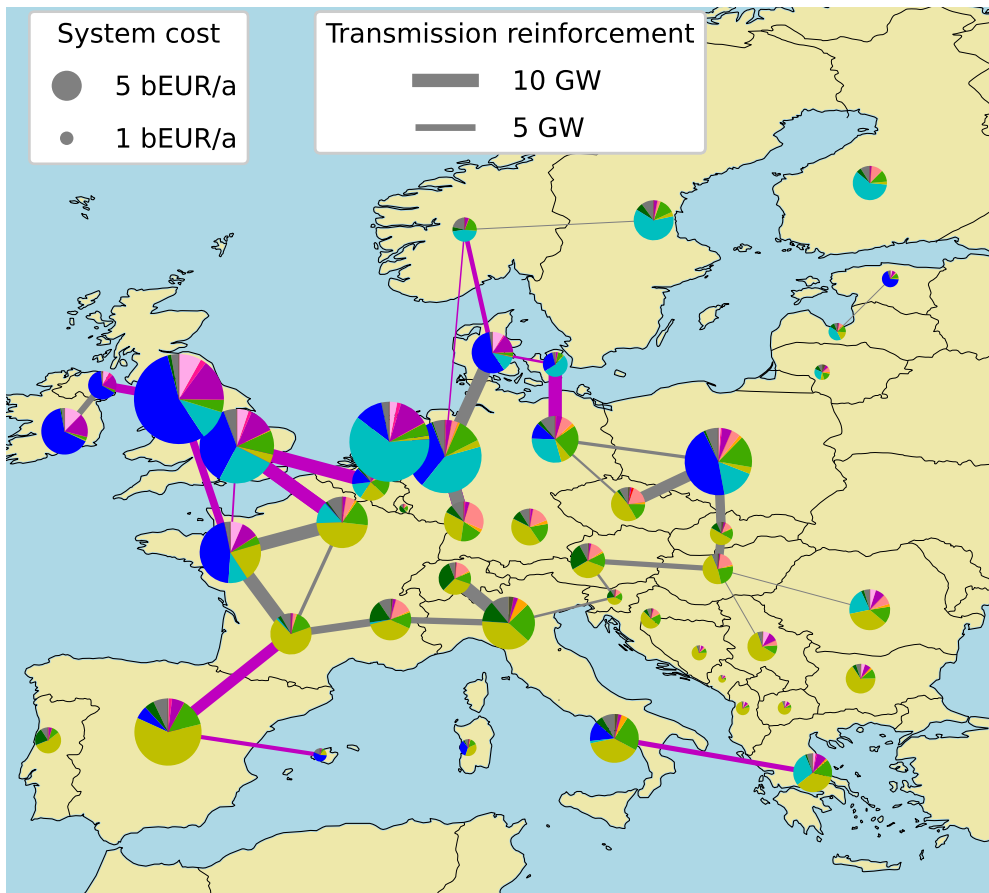 System cost
5 bEUR/a
1 bEUR/a
Transmission reinforcement
10 GW
5 GW